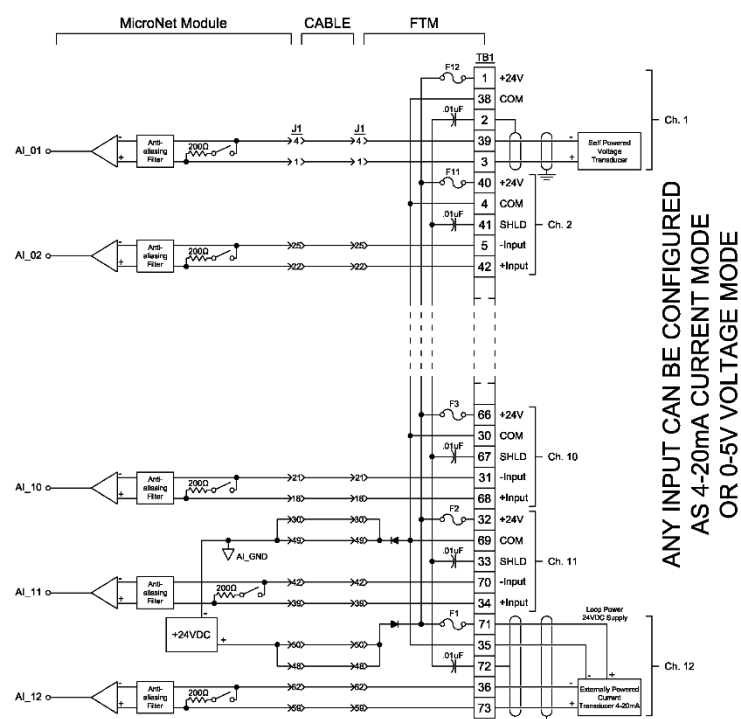 MicroNet Module CABLE FTM
TB1
F12
1 +24V
38 COM
.01uF
2
Ch. 1
J1 J1
AI_01
-
+
Anti-
aliasing
Filter
200Ω
4 4
39
-
1 1
3
+
Self Powered
Voltage
Transducer
F11
40 +24V
4 COM
.01uF
41 SHLD
Ch. 2
AI_02
-
+
Anti-
aliasing
Filter
200Ω
25 25
5 -Input
22 22
42 +Input
ANY INPUT CAN BE CONFIGURED
AS 4-20mA CURRENT MODE
OR 0-5V VOLTAGE MODE
F3
66 +24V
30 COM
.01uF
67 SHLD
Ch. 10
AI_10
-
+
Anti-
aliasing
Filter
200Ω
21 21
31 -Input
18 18
68 +Input
F2
30 30
32 +24V
49 49
69 COM
AI_GND
.01uF
33 SHLD
Ch. 11
AI_11
-
+
Anti-
aliasing
Filter
200Ω
42 42
70 -Input
39 39
34 +Input
-
+24VDC
+
F1
71
Loop Power
24VDC Supply
50 50
35
48 48
.01uF
72
- +
Ch. 12
AI_12
-
+
Anti-
aliasing
Filter
200Ω
62 62
36
-
59 59
73
+
Externally Powered
Current
Transducer 4-20mA